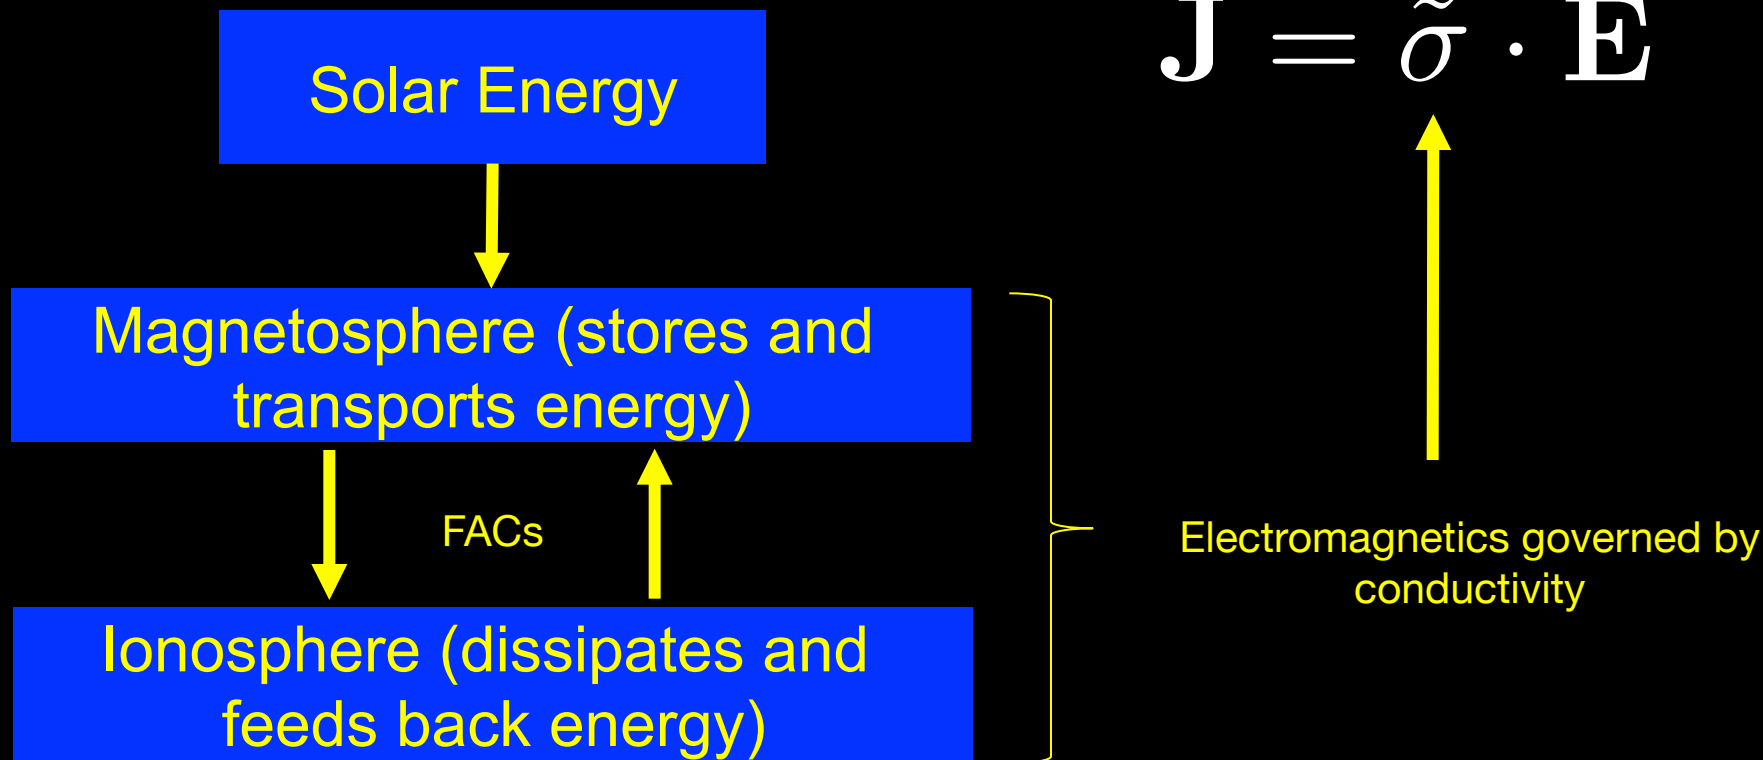 Solar Energy
J = σ̃̃ · E
Magnetosphere (stores and
transports energy)
FACs
Electromagnetics governed by
conductivity
Ionosphere (dissipates and
feeds back energy)